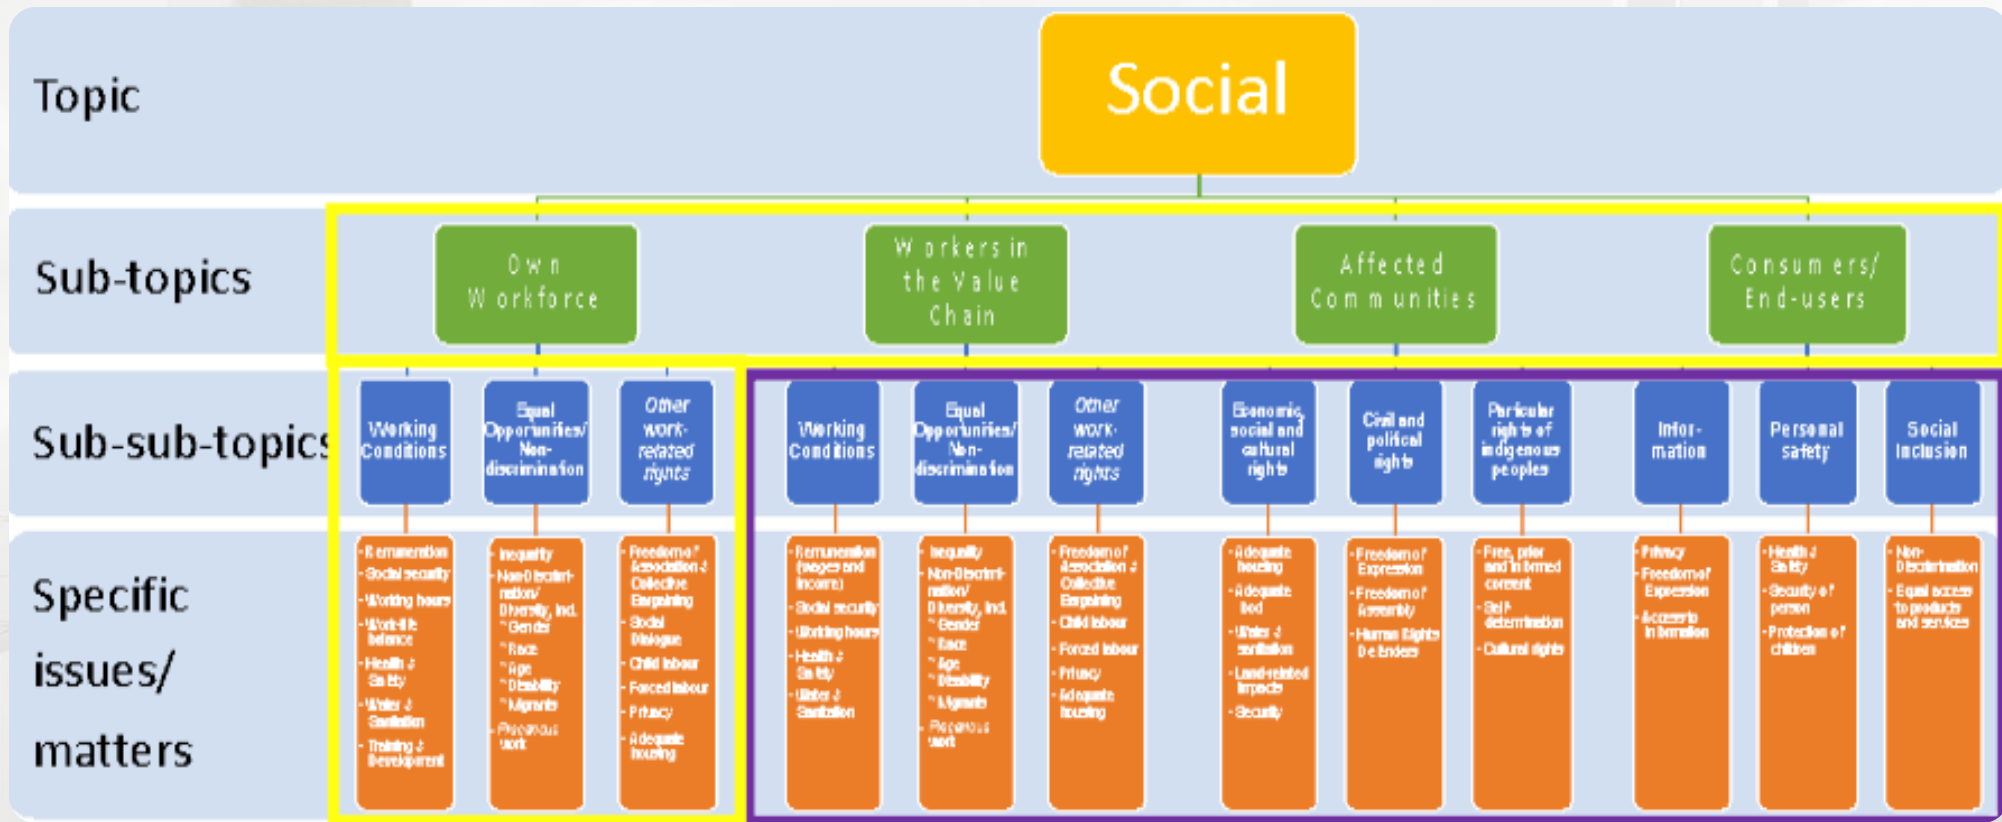 Topic
Social
Sub-topics
Own
Workforce
Workers in
the Value
Chain
Affected
Communities
Consumers/
End-users
Sub-sub-topics
Working
Conditions
Equal
Opportunities/
Non-
discrimination
Other
work-
related
rights
Working
Conditions
Equal
Opportunities/
Non-
discrimination
Other
work-
related
rights
Economic,
social and
cultural
rights
Civil and
political
rights
Particular
rights of
indigenous
peoples
Infor-
mation
Personal
safety
Social
Inclusion
Specific
issues/
matters
- Remuneration
- Social security
- Working hours
- Work-life
balance
- Health &
Safety
- Water &
Sanitation
- Training &
Development
- Inequality
- Non-Discrimi-
nation/
Diversity, incl.
* Gender
* Race
* Age
* Disability
* Migrants
- Precarious
work
- Freedom of
Association &
Collective
Bargaining
- Social
Dialogue
- Child labour
- Forced labour
- Privacy
- Adequate
housing
- Remuneration
(wages and
income)
- Social security
- Working hours
- Health &
Safety
- Water &
Sanitation
- Inequality
- Non-Discrimi-
nation/
Diversity, incl.
* Gender
* Race
* Age
* Disability
* Migrants
- Precarious
work
- Freedom of
Association &
Collective
Bargaining
- Child labour
- Forced labour
- Privacy
- Adequate
housing
- Adequate
housing
- Adequate
food
- Water &
sanitation
- Land-related
impacts
- Security
- Freedom of
Expression
- Freedom of
Assembly
- Human Rights
Defenders
- Free, prior
and informed
consent
- Self-
determination
- Cultural rights
- Privacy
- Freedom of
Expression
- Access to
information
- Health &
Safety
- Security of
person
- Protection of
children
- Non-
Discrimination
- Equal access
to products
and services